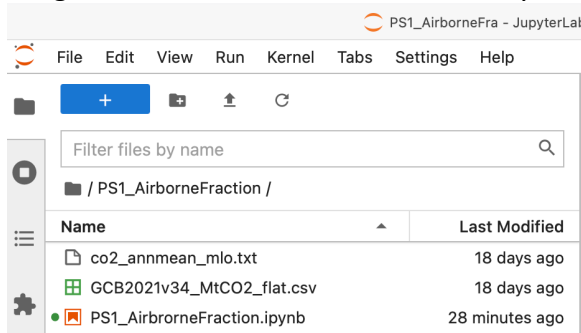 PS1_AirborneFra - JupyterLab
File Edit View Run Kernel Tabs Settings Help
+
Filter files by name
/ PS1_AirborneFraction /
Name Last Modified
co2_annmean_mlo.txt 18 days ago
GCB2021v34_MtCO2_flat.csv 18 days ago
PS1_AirbrorneFraction.ipynb 28 minutes ago